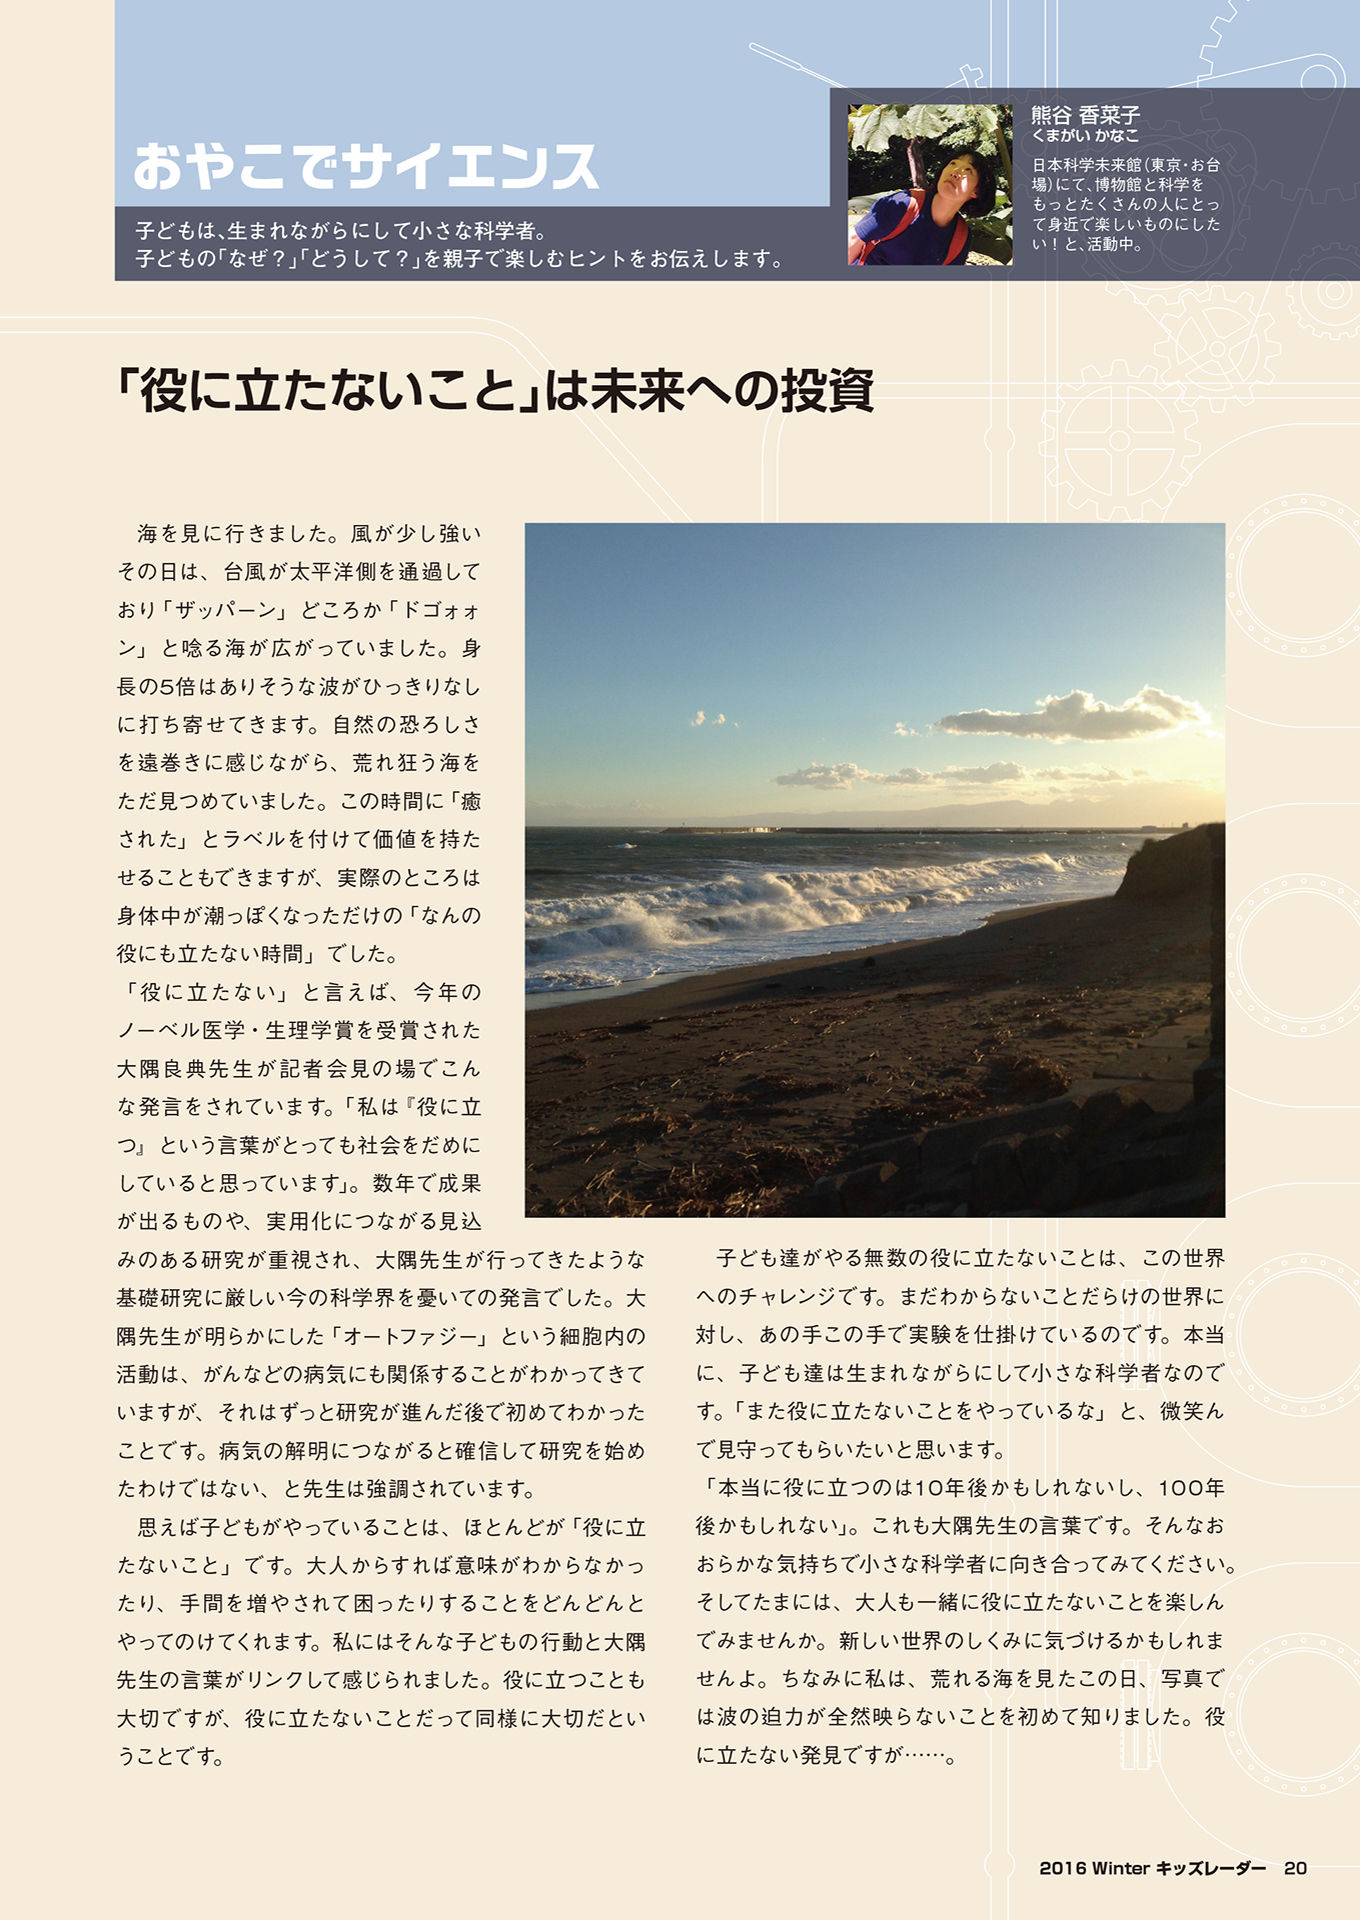 おやこでサイエンス
子どもは、生まれながらにして小さな科学者。
子どもの「なぜ？」「どうして？」を親子で楽しむヒントをお伝えします。
熊谷 香菜子
くまがい かなこ
日本科学未来館（東京・お台
場）にて、博物館と科学を
もっとたくさんの人にとっ
て身近で楽しいものにした
い！と、活動中。
「役に立たないこと」は未来への投資
海を見に行きました。風が少し強い
その日は、台風が太平洋側を通過して
おり「ザッパーン」どころか「ドゴォォ
ン」と唸る海が広がっていました。身
長の5倍はありそうな波がひっきりなし
に打ち寄せてきます。自然の恐ろしさ
を遠巻きに感じながら、荒れ狂う海を
ただ見つめていました。この時間に「癒
された」とラベルを付けて価値を持た
せることもできますが、実際のところは
身体中が潮っぽくなっただけの「なんの
役にも立たない時間」でした。
「役に立たない」と言えば、今年の
ノーベル医学・生理学賞を受賞された
大隅良典先生が記者会見の場でこん
な発言をされています。「私は『役に立
つ』という言葉がとっても社会をだめに
していると思っています」。数年で成果
が出るものや、実用化につながる見込
みのある研究が重視され、大隅先生が行ってきたような
基礎研究に厳しい今の科学界を憂いての発言でした。大
隅先生が明らかにした「オートファジー」という細胞内の
活動は、がんなどの病気にも関係することがわかってきて
いますが、それはずっと研究が進んだ後で初めてわかった
ことです。病気の解明につながると確信して研究を始め
たわけではない、と先生は強調されています。
思えば子どもがやっていることは、ほとんどが「役に立
たないこと」です。大人からすれば意味がわからなかっ
たり、手間を増やされて困ったりすることをどんどんと
やってのけてくれます。私にはそんな子どもの行動と大隅
先生の言葉がリンクして感じられました。役に立つことも
大切ですが、役に立たないことだって同様に大切だとい
うことです。
子ども達がやる無数の役に立たないことは、この世界
へのチャレンジです。まだわからないことだらけの世界に
対し、あの手この手で実験を仕掛けているのです。本当
に、子ども達は生まれながらにして小さな科学者なので
す。「また役に立たないことをやっているな」と、微笑ん
で見守ってもらいたいと思います。
「本当に役に立つのは10年後かもしれないし、100年
後かもしれない」。これも大隅先生の言葉です。そんなお
おらかな気持ちで小さな科学者に向き合ってみてください。
そしてたまには、大人も一緒に役に立たないことを楽しん
でみませんか。新しい世界のしくみに気づけるかもしれま
せんよ。ちなみに私は、荒れる海を見たこの日、写真で
は波の迫力が全然映らないことを初めて知りました。役
に立たない発見ですが……。
2016 Winter キッズレーダー 20